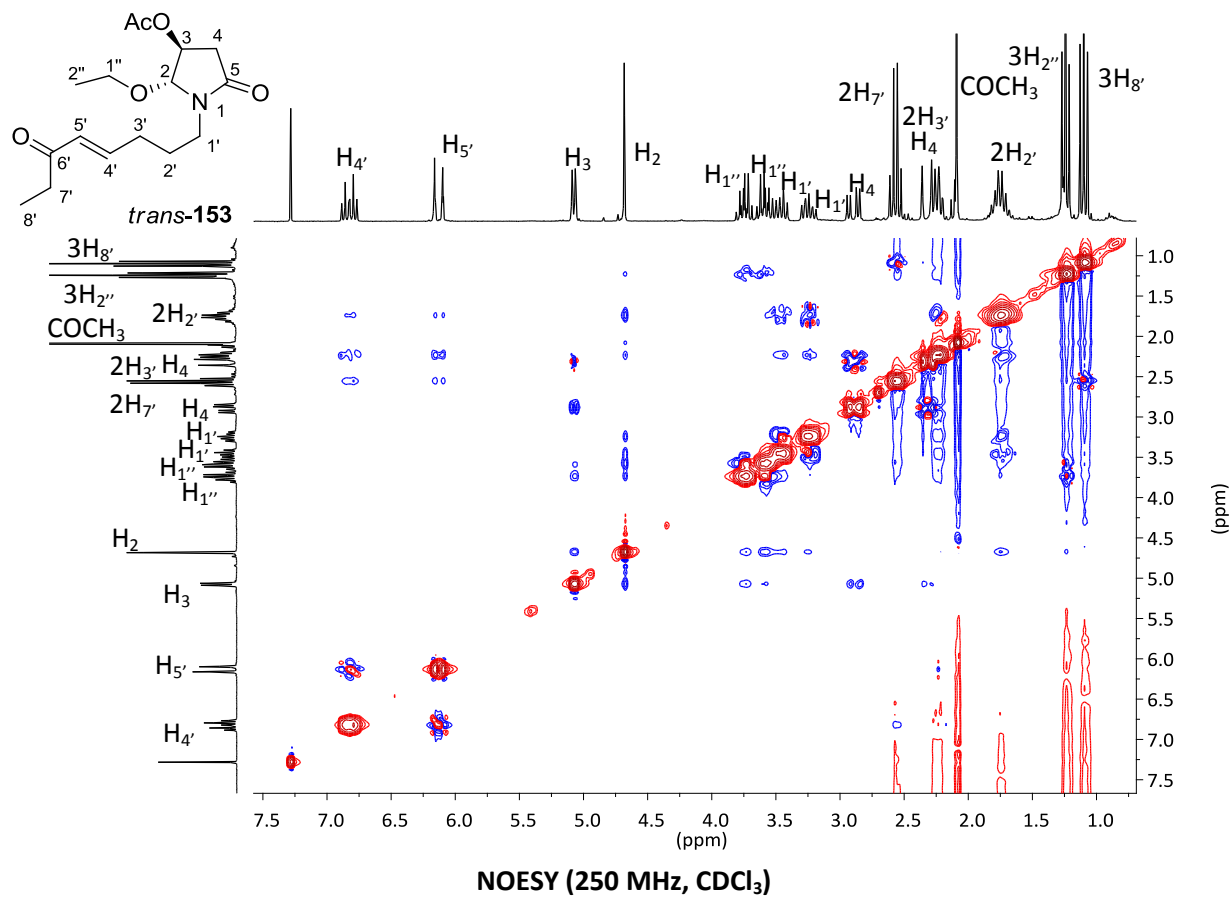 AcO
3
4
2"
1"
2
5
O
N
O
1
O
5'
3'
6'
4'
2'
1'
7'
8'
trans-153
H4'
H5'
H3
H2
H1''
H1''
H1'
H1'
H4
2H7'
2H3'
H4
COCH3
2H2'
3H2''
3H8'
3H8'
3H2''
2H2'
COCH3
2H3'
H4
2H7'
H4
H1'
H1'
H1''
H1''
H2
H3
H5'
H4'
1.0
1.5
2.0
2.5
3.0
3.5
4.0
4.5
5.0
5.5
6.0
6.5
7.0
7.5
(ppm)
7.5 7.0 6.5 6.0 5.5 5.0 4.5 4.0 3.5 3.0 2.5 2.0 1.5 1.0
(ppm)
NOESY (250 MHz, CDCl3)